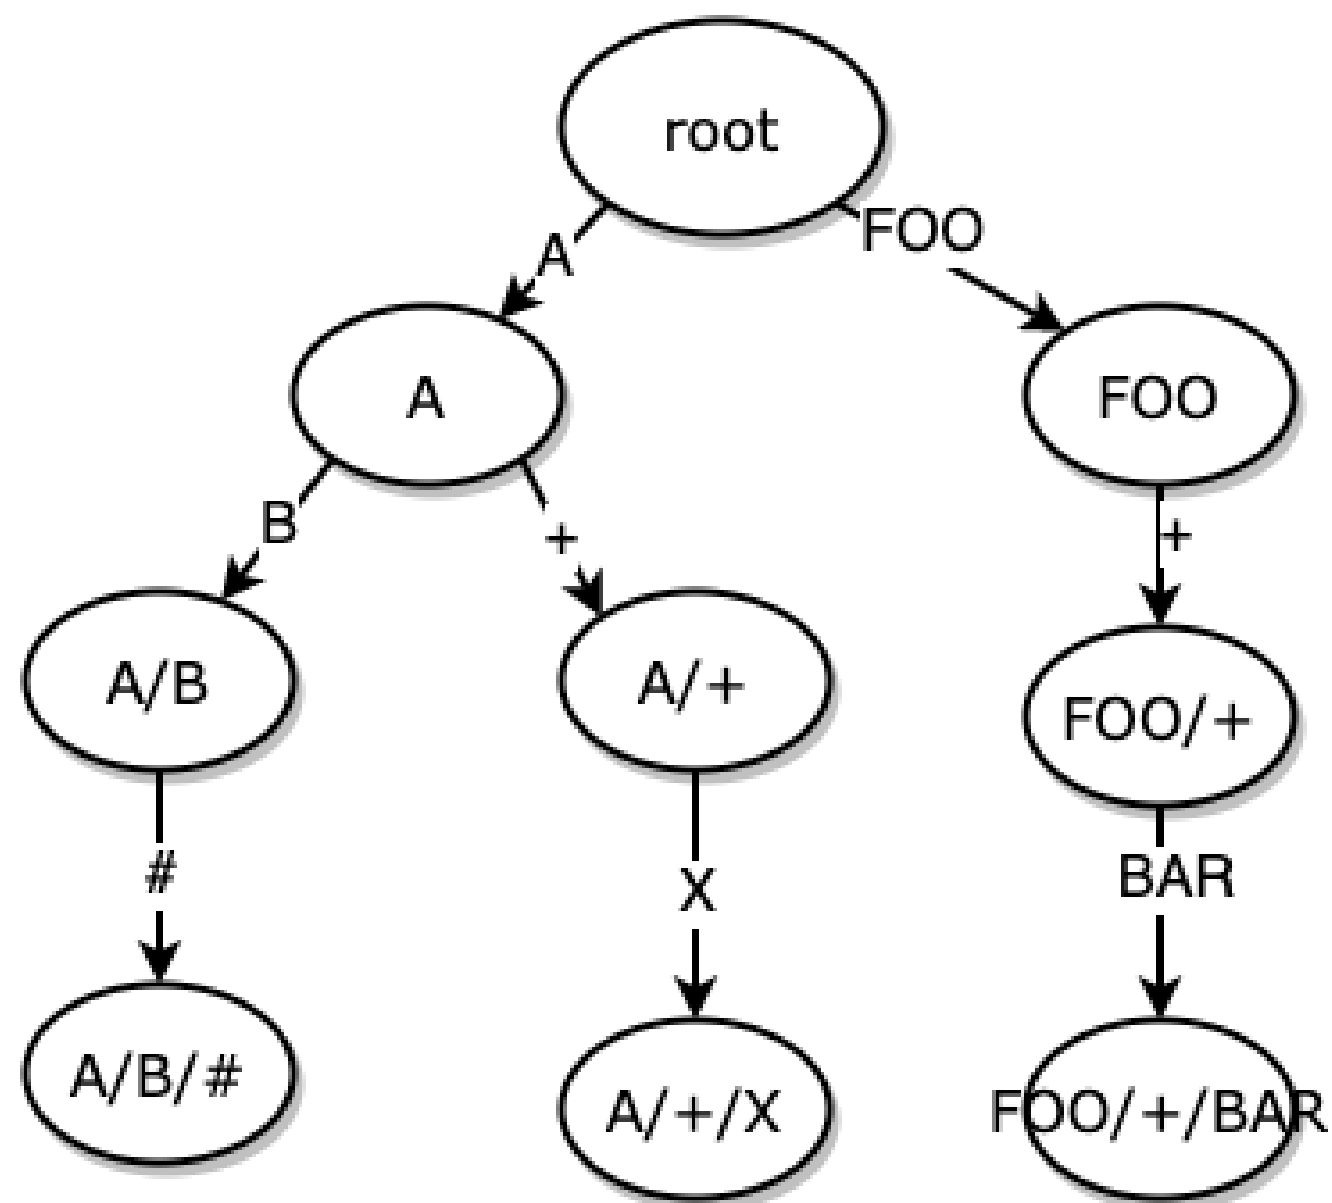 root
A
FOO
A
FOO
B
+
+
A/B
A/+
FOO/+
#
X
BAR
A/B/#
A/+/X
FOO/+/BAR